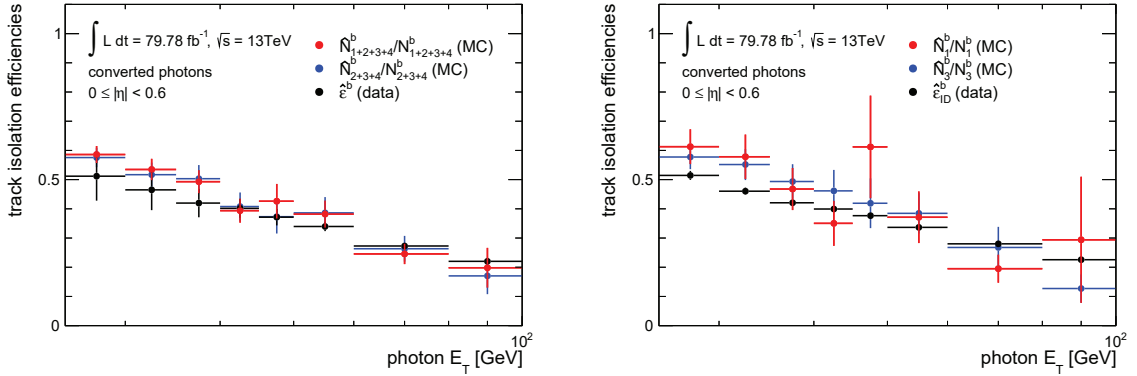 track isolation efficiencies
1
0.5
0
∫ L dt = 79.78 fb⁻¹, √s = 13TeV
converted photons
0 ≤ |η| < 0.6
N̂ᵇ₁₊₂₊₃₊₄/Nᵇ₁₊₂₊₃₊₄ (MC)
N̂ᵇ₂₊₃₊₄/Nᵇ₂₊₃₊₄ (MC)
ε̂ᵇ (data)
10²
photon E_T [GeV]
track isolation efficiencies
1
0.5
0
∫ L dt = 79.78 fb⁻¹, √s = 13TeV
converted photons
0 ≤ |η| < 0.6
N̂ᵇ₁/Nᵇ₁ (MC)
N̂ᵇ₃/Nᵇ₃ (MC)
ε̂ᵇ_ID (data)
10²
photon E_T [GeV]